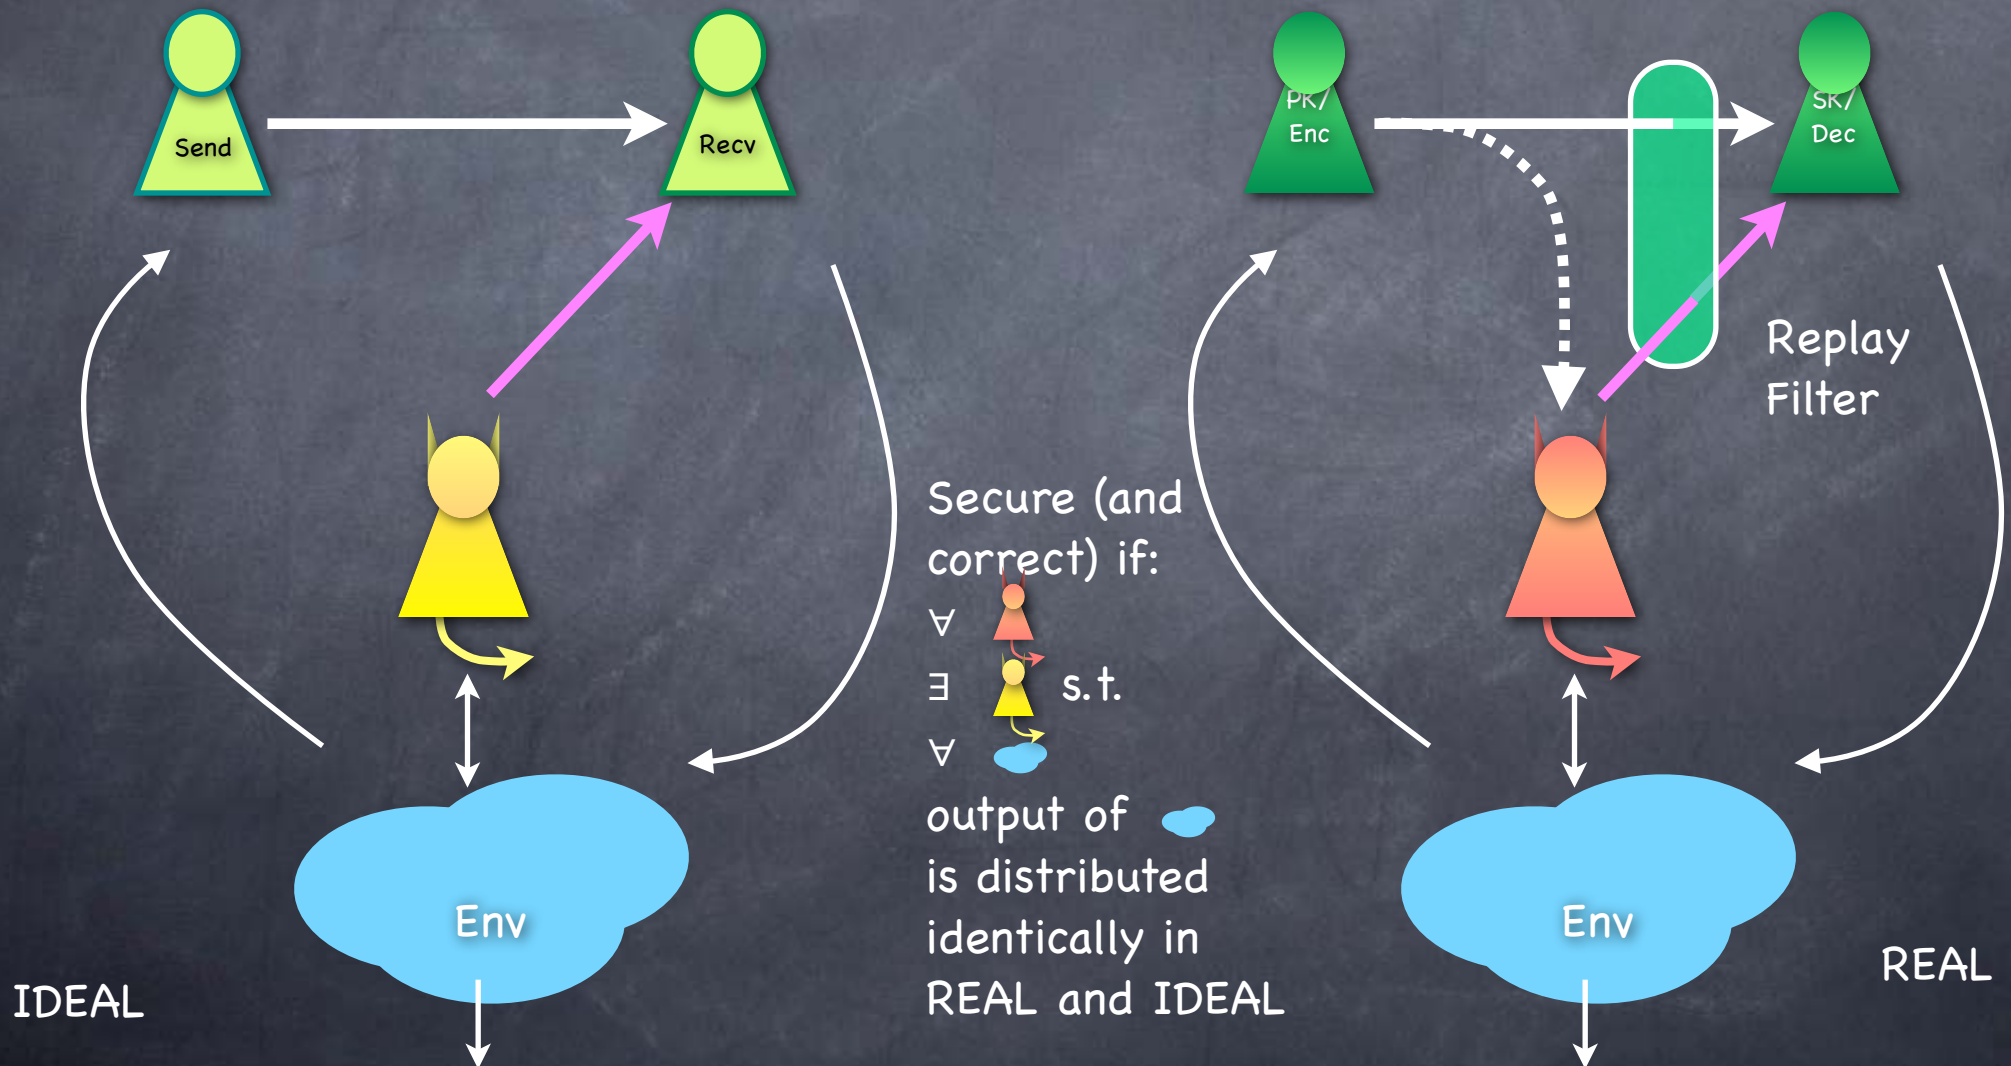 Send
Recv
PK/
Enc
SK/
Dec
Replay
Filter
Secure (and
correct) if:
∀
∃ s.t.
∀
output of
is distributed
identically in
REAL and IDEAL
Env
Env
IDEAL
REAL